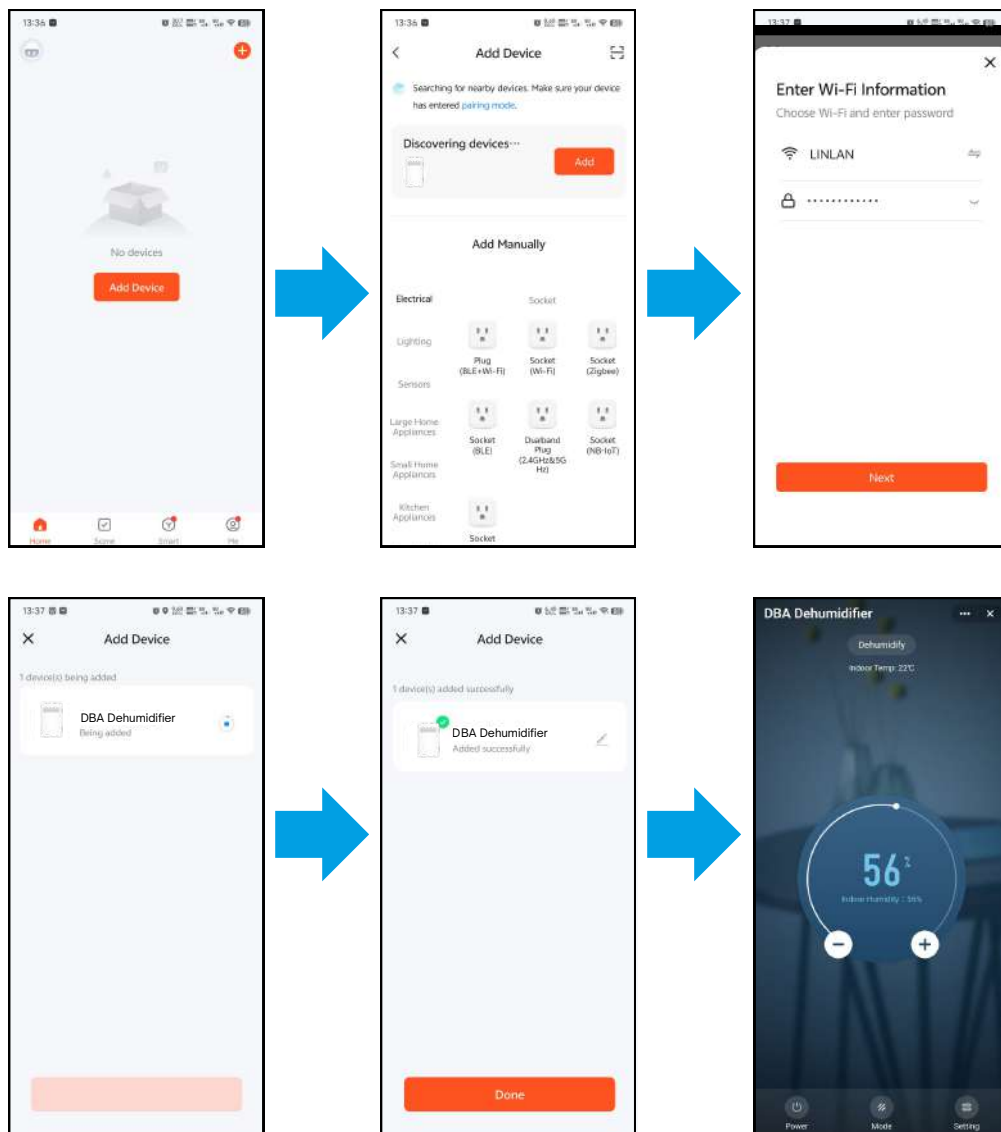 13:36
No devices
Add Device
Home
Scene
Smart
Me
13:36
Add Device
Searching for nearby devices. Make sure your device
has entered pairing mode.
Discovering devices···
Add
Add Manually
Electrical
Socket
Lighting
Plug
(BLE+Wi-Fi)
Socket
(Wi-Fi)
Socket
(Zigbee)
Sensors
Large Home
Appliances
Socket
(BLE)
Dualband
Plug
(2.4GHz&5G
Hz)
Socket
(NB-IoT)
Small Home
Appliances
Kitchen
Appliances
Socket
13:37
Enter Wi-Fi Information
Choose Wi-Fi and enter password
LINLAN
Next
13:37
Add Device
1 device(s) being added
DBA Dehumidifier
Being added
13:37
Add Device
1 device(s) added successfully
DBA Dehumidifier
Added successfully
Done
DBA Dehumidifier
Dehumidify
Indoor Temp: 22℃
56%
Indoor Humidity : 56%
Power
Mode
Setting